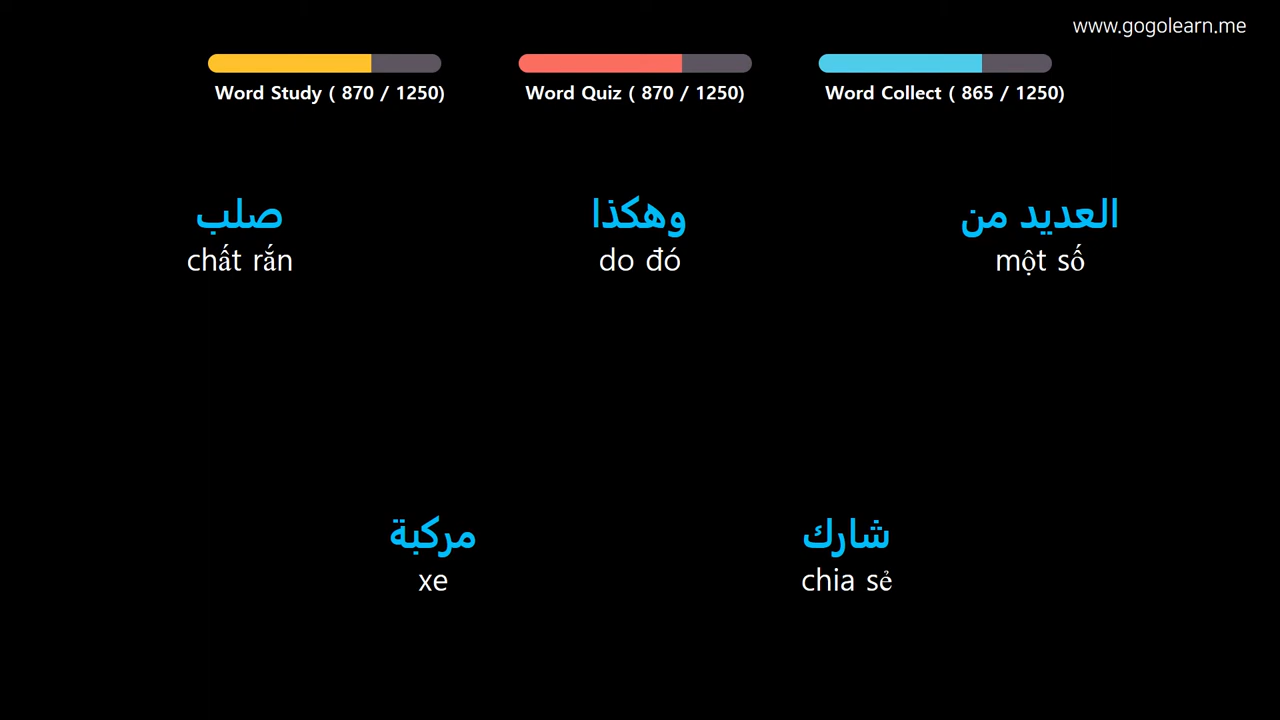 www.gogolearn.me
Word Study ( 870 / 1250)
Word Quiz ( 870 / 1250)
Word Collect ( 865 / 1250)
صلب
chất rắn
وهكذا
do đó
العديد من
một số
مركبة
xe
شارك
chia sẻ